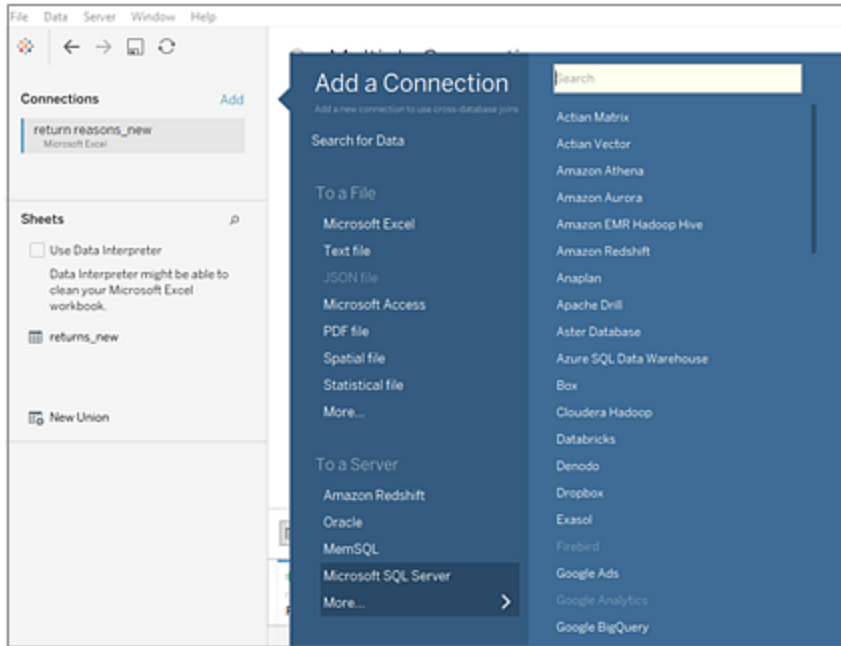 File Data Server Window Help
Connections Add
return reasons_new
Microsoft Excel
Sheets
Use Data Interpreter
Data Interpreter might be able to
clean your Microsoft Excel
workbook.
returns_new
New Union
Add a Connection
Add a new connection to use cross-database joins
Search for Data
To a File
Microsoft Excel
Text file
JSON file
Microsoft Access
PDF file
Spatial file
Statistical file
More...
To a Server
Amazon Redshift
Oracle
MemSQL
Microsoft SQL Server
More...
Search
Actian Matrix
Actian Vector
Amazon Athena
Amazon Aurora
Amazon EMR Hadoop Hive
Amazon Redshift
Anaplan
Apache Drill
Aster Database
Azure SQL Data Warehouse
Box
Cloudera Hadoop
Databricks
Denodo
Dropbox
Exasol
Firebird
Google Ads
Google Analytics
Google BigQuery